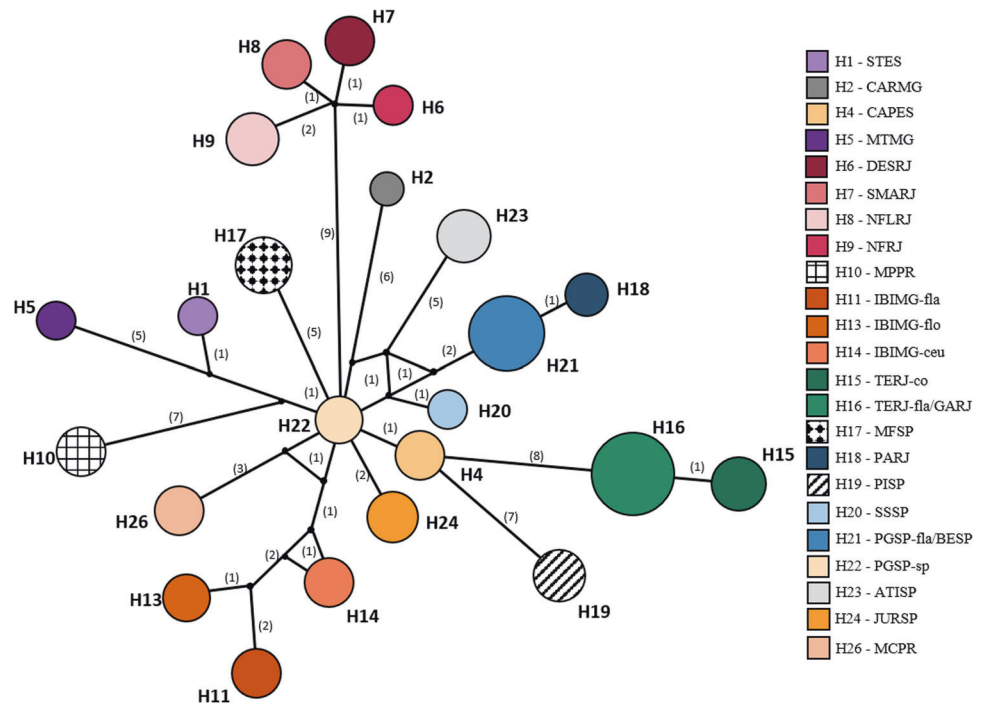 H7
H8
(1)
(1)
(1)
H6
(2)
H9
H2
H23
(9)
H17
(6)
(5)
H18
(1)
H5
H1
(5)
(5)
(1)
(2)
H21
(1)
(1)
(1)
(1)
H20
(7)
H22
(1)
H16
H10
(8)
H15
(1)
H4
(3)
(1)
(2)
H26
(7)
H24
(1)
(2)
(1)
(1)
H13
H14
H19
(2)
H11
H1 - STES
H2 - CARMG
H4 - CAPES
H5 - MTMG
H6 - DESRJ
H7 - SMARJ
H8 - NFLRJ
H9 - NFRJ
H10 - MPPR
H11 - IBIMG-fla
H13 - IBIMG-flo
H14 - IBIMG-ceu
H15 - TERJ-co
H16 - TERJ-fla/GARJ
H17 - MFSP
H18 - PARJ
H19 - PISP
H20 - SSSP
H21 - PGSP-fla/BESP
H22 - PGSP-sp
H23 - ATISP
H24 - JURSP
H26 - MCPR